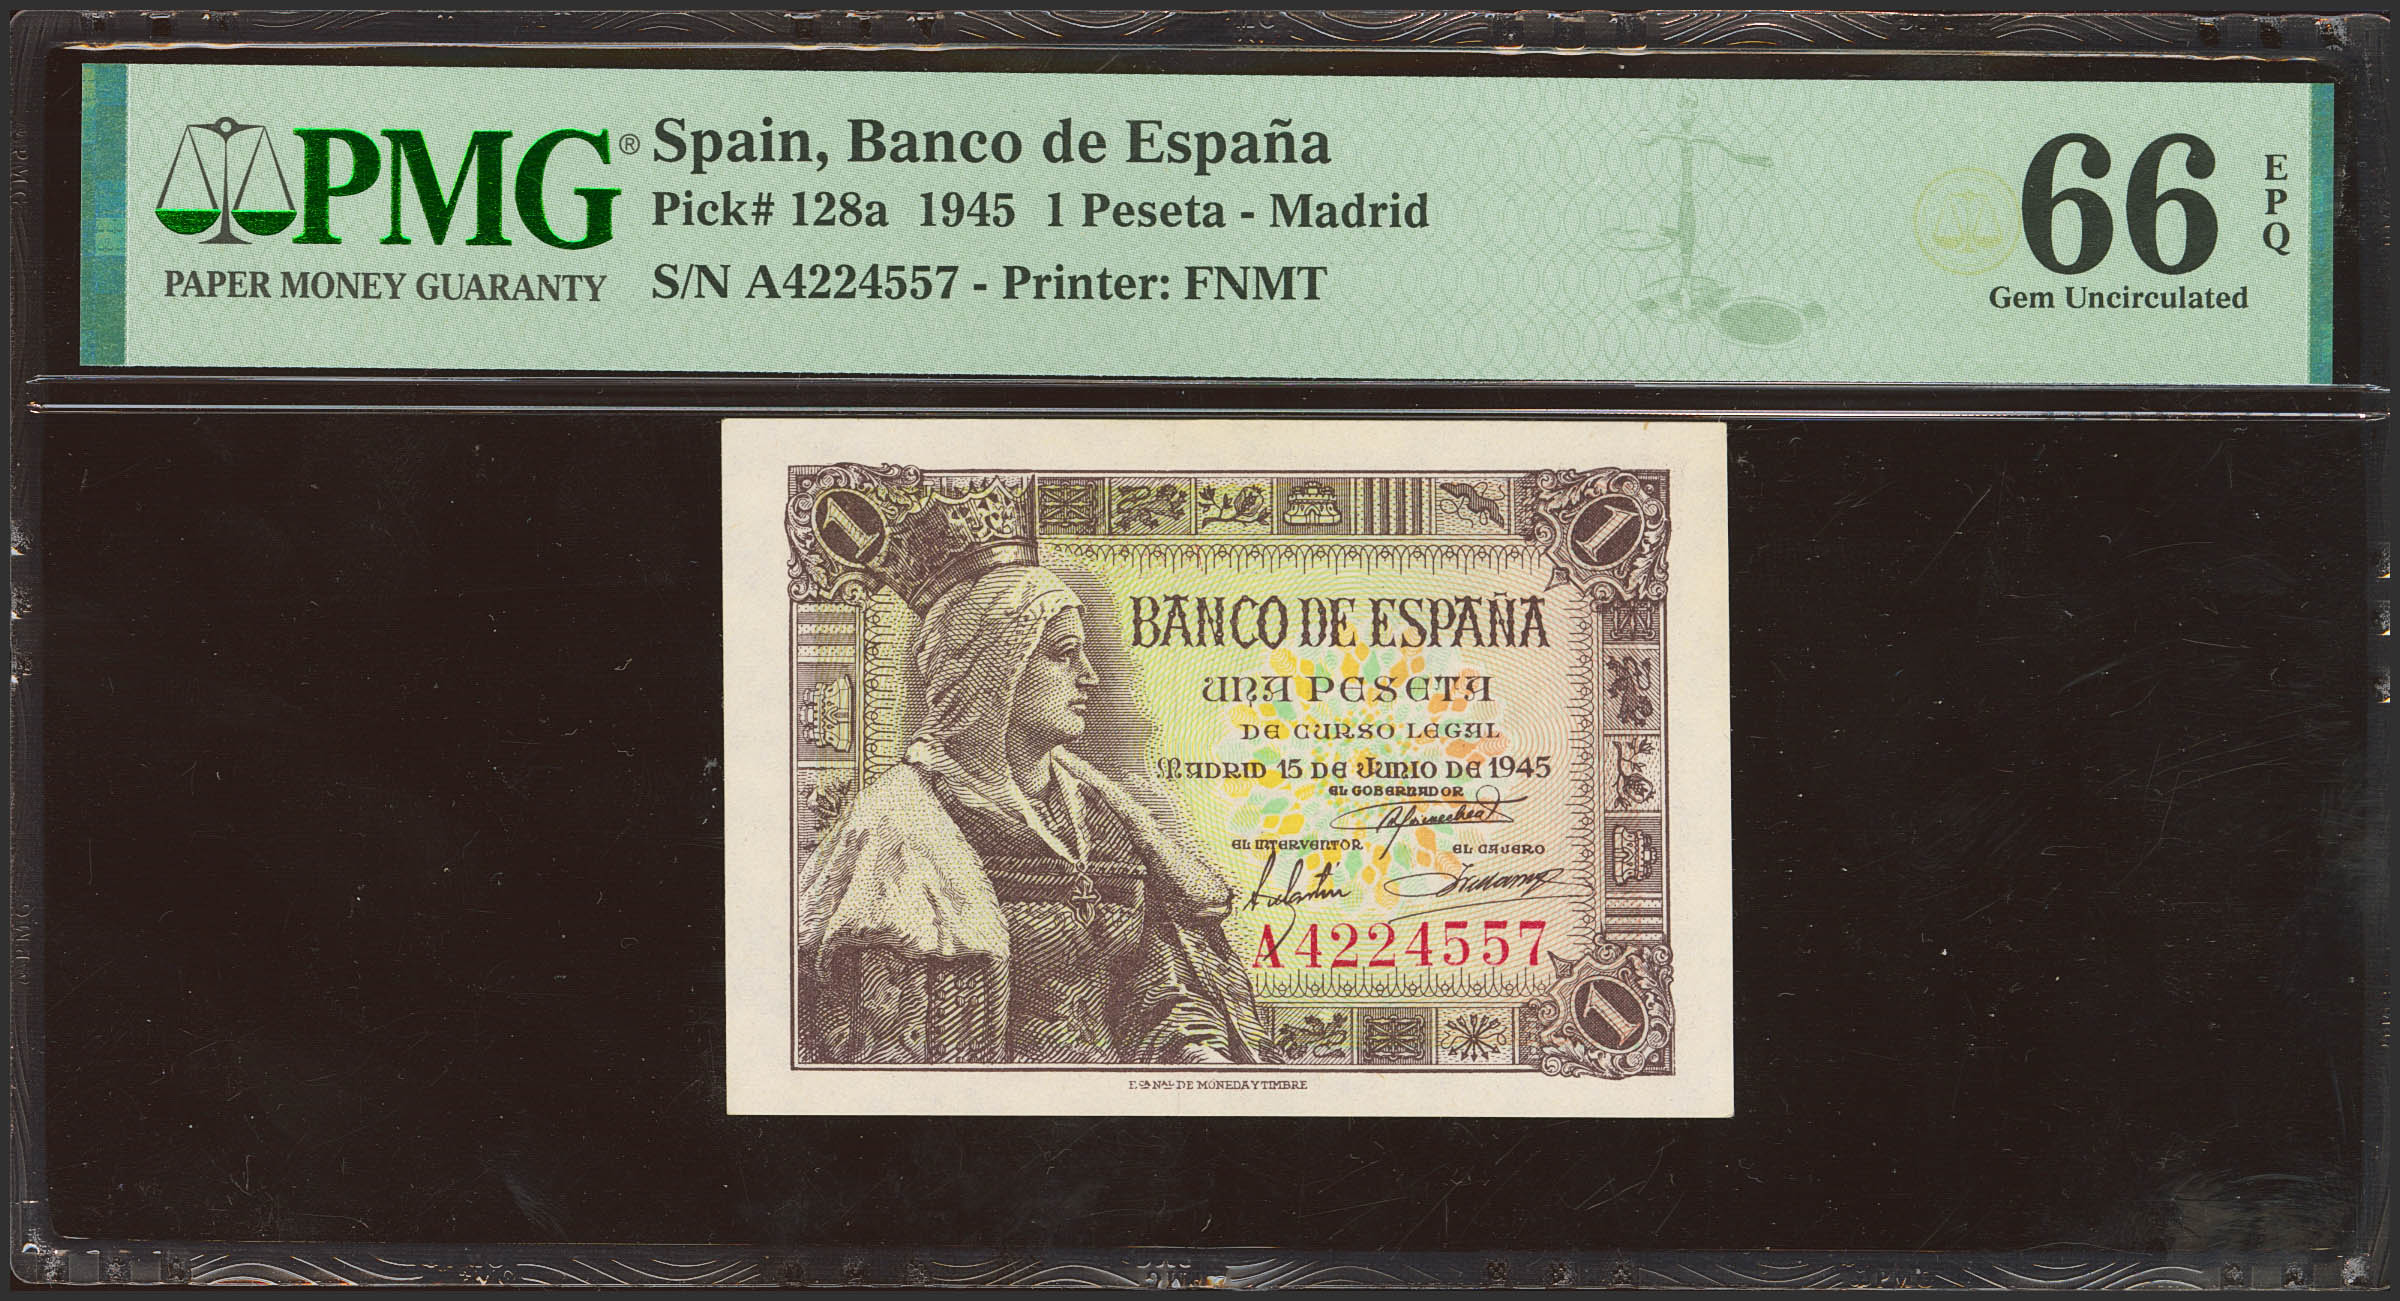 PMG® Spain, Banco de España
Pick# 128a 1945 1 Peseta - Madrid
PAPER MONEY GUARANTY S/N A4224557 - Printer: FNMT
66 EPQ
Gem Uncirculated
1 1
BANCO DE ESPAÑA
UNA PESETA
DE CURSO LEGAL
MADRID 15 DE JUNIO DE 1945
EL GOBERNADOR
EL INTERVENTOR EL CAJERO
A4224557
1
F.CA NAL DE MONEDA Y TIMBRE